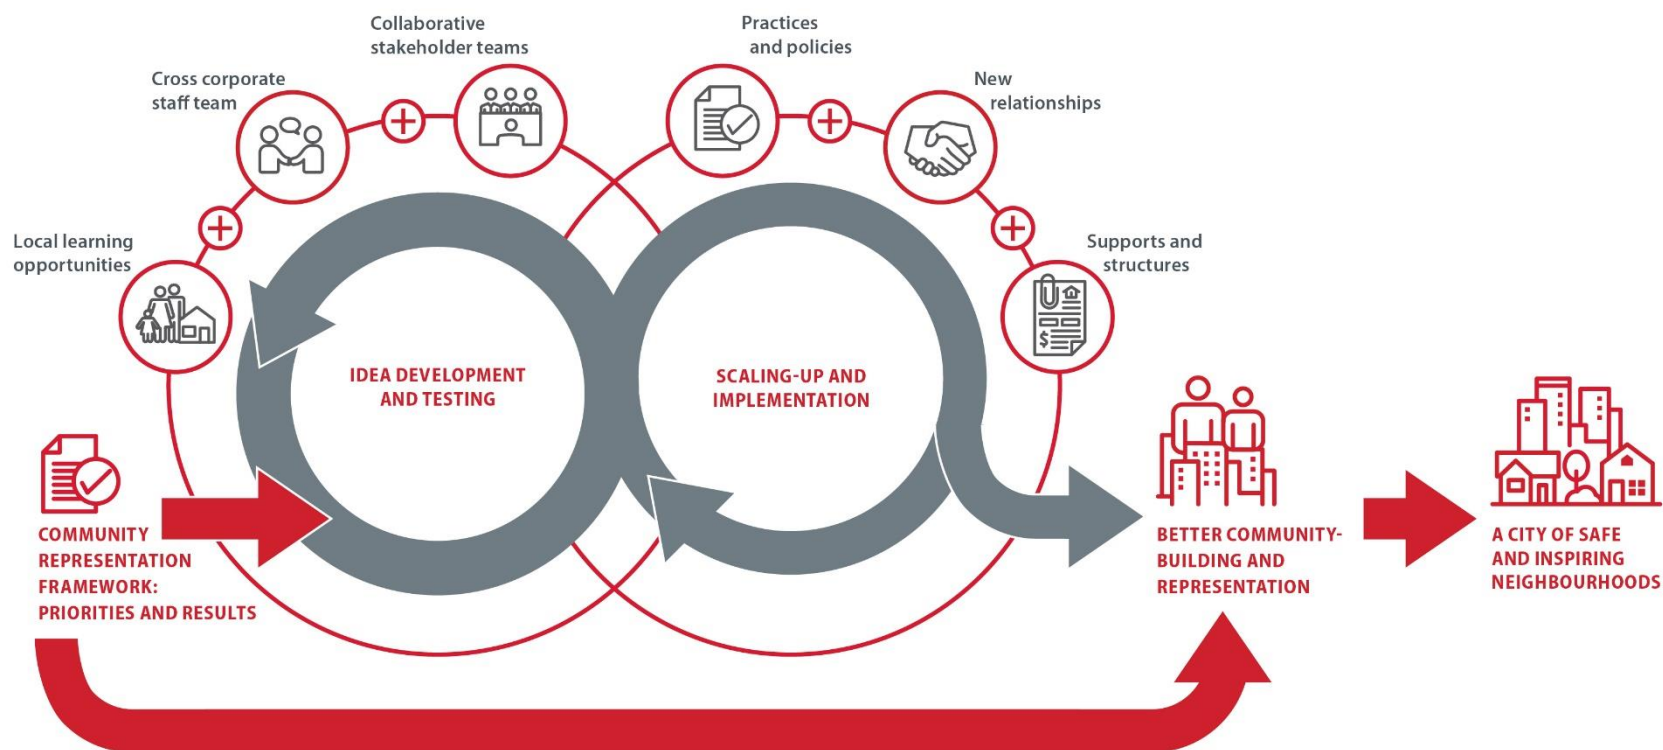 Collaborative
stakeholder teams
Practices
and policies
Cross corporate
staff team
New
relationships
Local learning
opportunities
Supports and
structures
$
IDEA DEVELOPMENT
AND TESTING
SCALING-UP AND
IMPLEMENTATION
COMMUNITY
REPRESENTATION
FRAMEWORK:
PRIORITIES AND RESULTS
BETTER COMMUNITY-
BUILDING AND
REPRESENTATION
A CITY OF SAFE
AND INSPIRING
NEIGHBOURHOODS